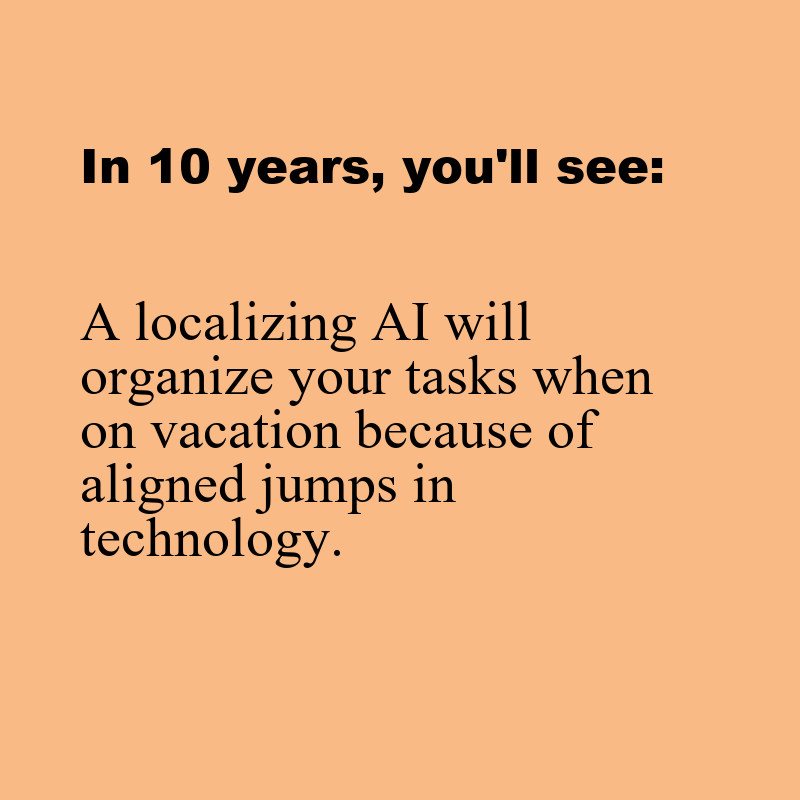 In 10 years, you'll see:
A localizing AI will
organize your tasks when
on vacation because of
aligned jumps in
technology.